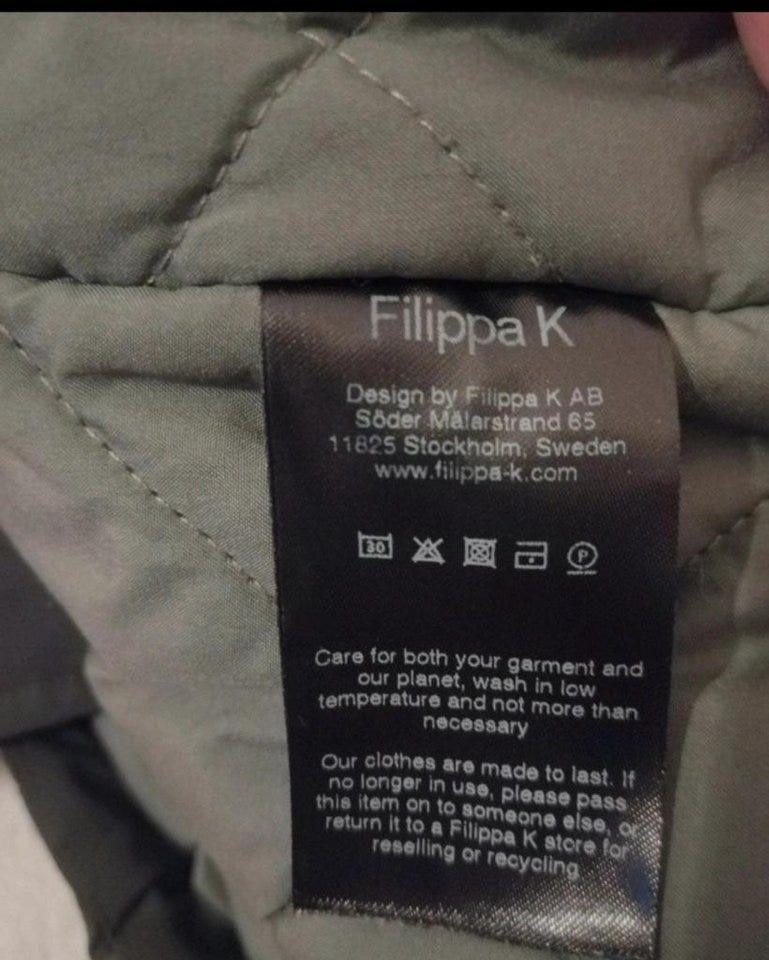 Filippa K
Design by Filippa K AB
Söder Mälarstrand 65
11825 Stockholm, Sweden
www.filippa-k.com
30
P
Care for both your garment and
our planet, wash in low
temperature and not more than
necessary
Our clothes are made to last. If
no longer in use, please pass
this item on to someone else, or
return it to a Filippa K store for
reselling or recycling